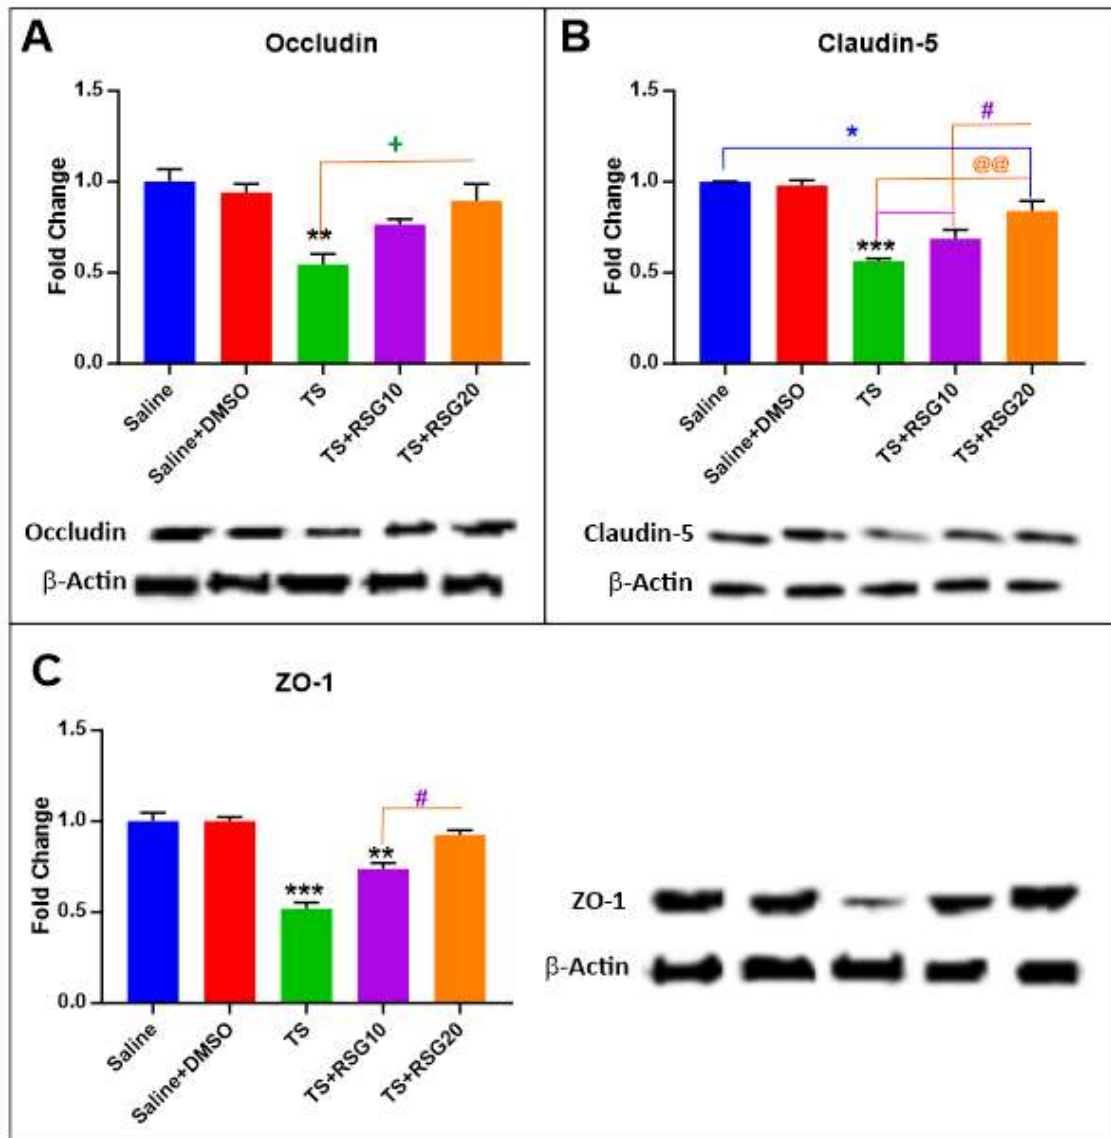 A
Occludin
Fold Change
1.5
1.0
0.5
0.0
+
**
Saline
Saline+DMSO
TS
TS+RSG10
TS+RSG20
Occludin
β-Actin
B
Claudin-5
Fold Change
1.5
1.0
0.5
0.0
#
*
@@
***
Saline
Saline+DMSO
TS
TS+RSG10
TS+RSG20
Claudin-5
β-Actin
C
ZO-1
Fold Change
1.5
1.0
0.5
0.0
#
**
***
Saline
Saline+DMSO
TS
TS+RSG10
TS+RSG20
ZO-1
β-Actin